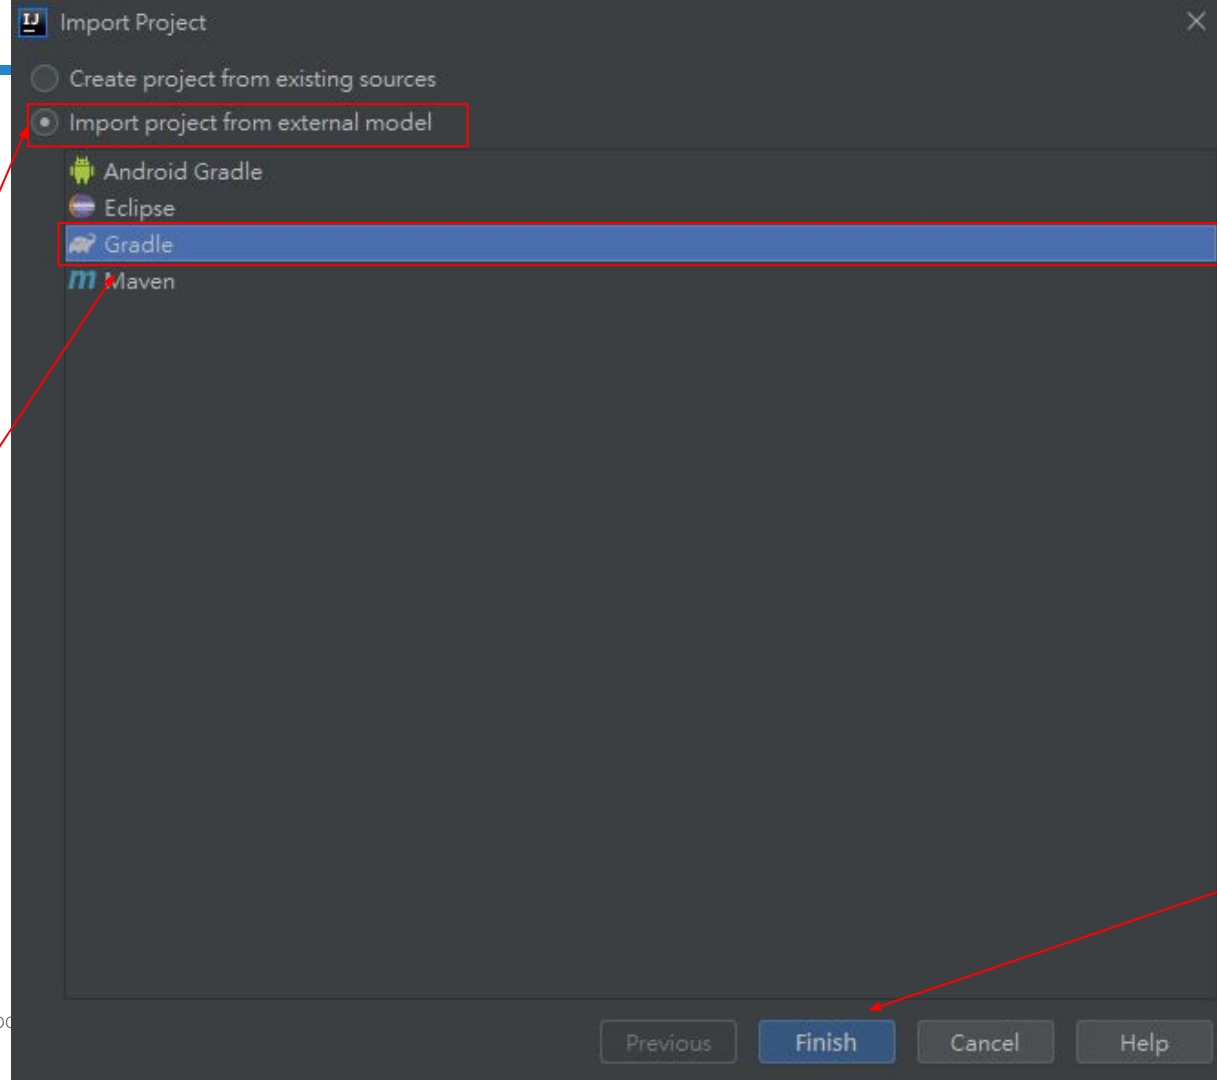 IJ
Import Project
Create project from existing sources
Import project from external model
Android Gradle
Eclipse
Gradle
m Maven
Previous Finish Cancel Help